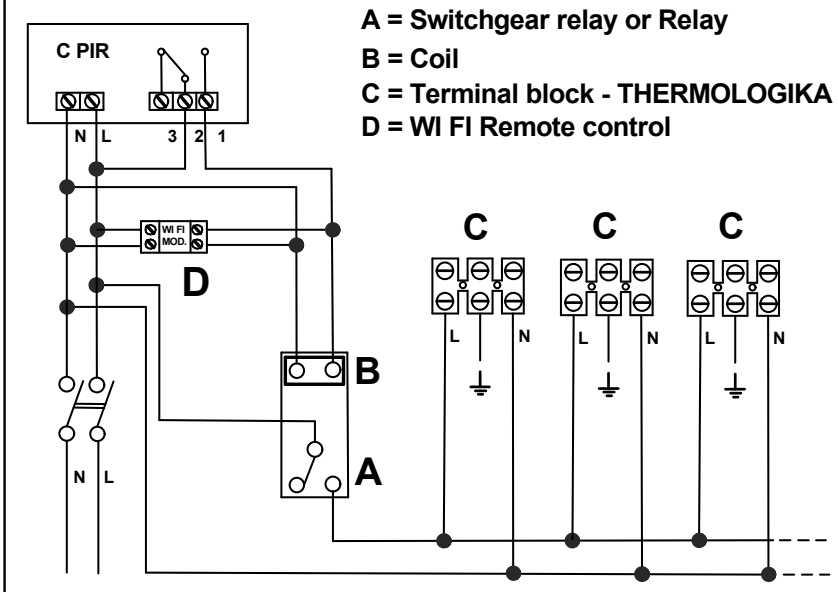 A = Switchgear relay or Relay
B = Coil
C = Terminal block - THERMOLOGIKA
D = WI FI Remote control
C PIR
N L 3 2 1
WI FI
MOD.
D
C C C
L N L N L N
B
A
N L